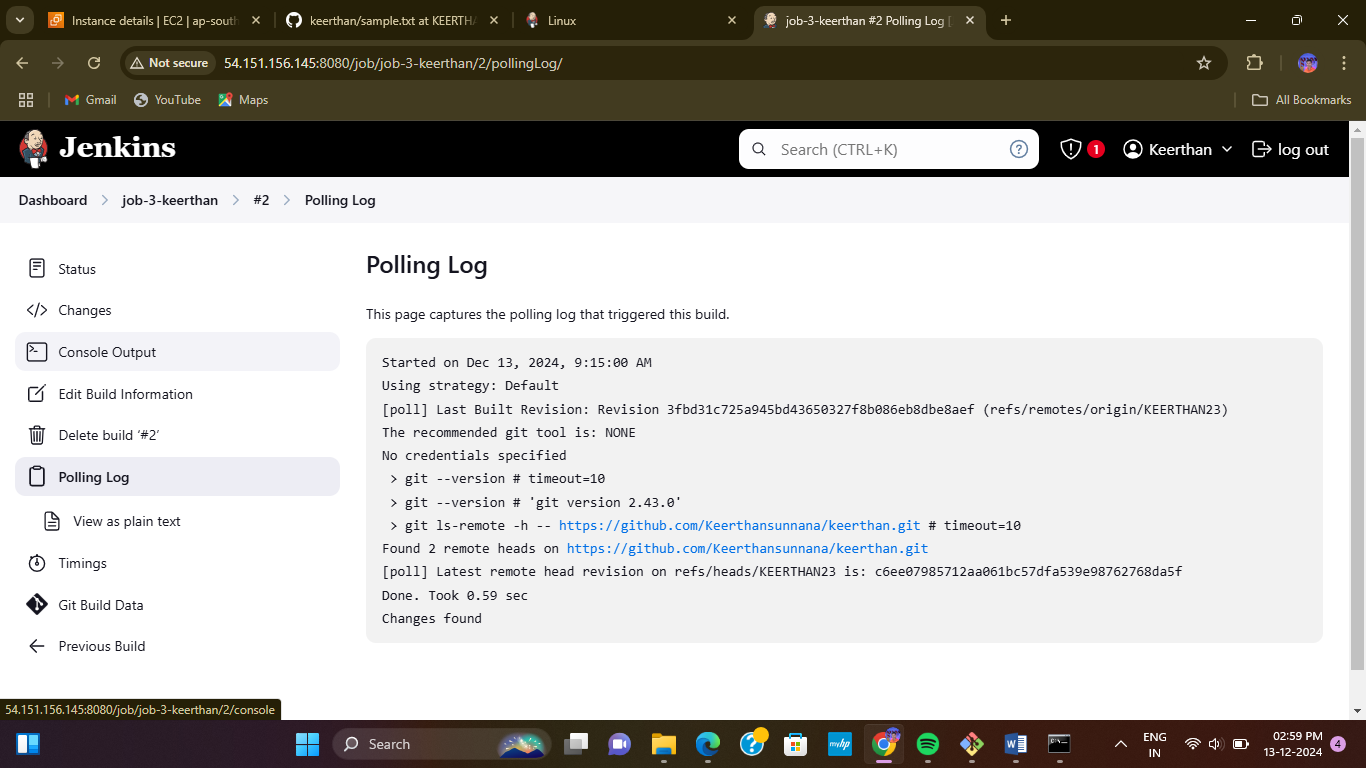 Instance details | EC2 | ap-south
keerthan/sample.txt at KEERTHA
Linux
job-3-keerthan #2 Polling Log [
Not secure
54.151.156.145:8080/job/job-3-keerthan/2/pollingLog/
Gmail
YouTube
Maps
All Bookmarks
Jenkins
Search (CTRL+K)
?
1
Keerthan
log out
Dashboard
job-3-keerthan
#2
Polling Log
Status
Changes
Console Output
Edit Build Information
Delete build ‘#2’
Polling Log
View as plain text
Timings
Git Build Data
Previous Build
Polling Log
This page captures the polling log that triggered this build.
Started on Dec 13, 2024, 9:15:00 AM
Using strategy: Default
[poll] Last Built Revision: Revision 3fbd31c725a945bd43650327f8b086eb8dbe8aef (refs/remotes/origin/KEERTHAN23)
The recommended git tool is: NONE
No credentials specified
> git --version # timeout=10
> git --version # 'git version 2.43.0'
> git ls-remote -h -- https://github.com/Keerthansunnana/keerthan.git # timeout=10
Found 2 remote heads on https://github.com/Keerthansunnana/keerthan.git
[poll] Latest remote head revision on refs/heads/KEERTHAN23 is: c6ee07985712aa061bc57dfa539e98762768da5f
Done. Took 0.59 sec
Changes found
54.151.156.145:8080/job/job-3-keerthan/2/console
Search
?
myhp
W
ENG
IN
02:59 PM
13-12-2024
4